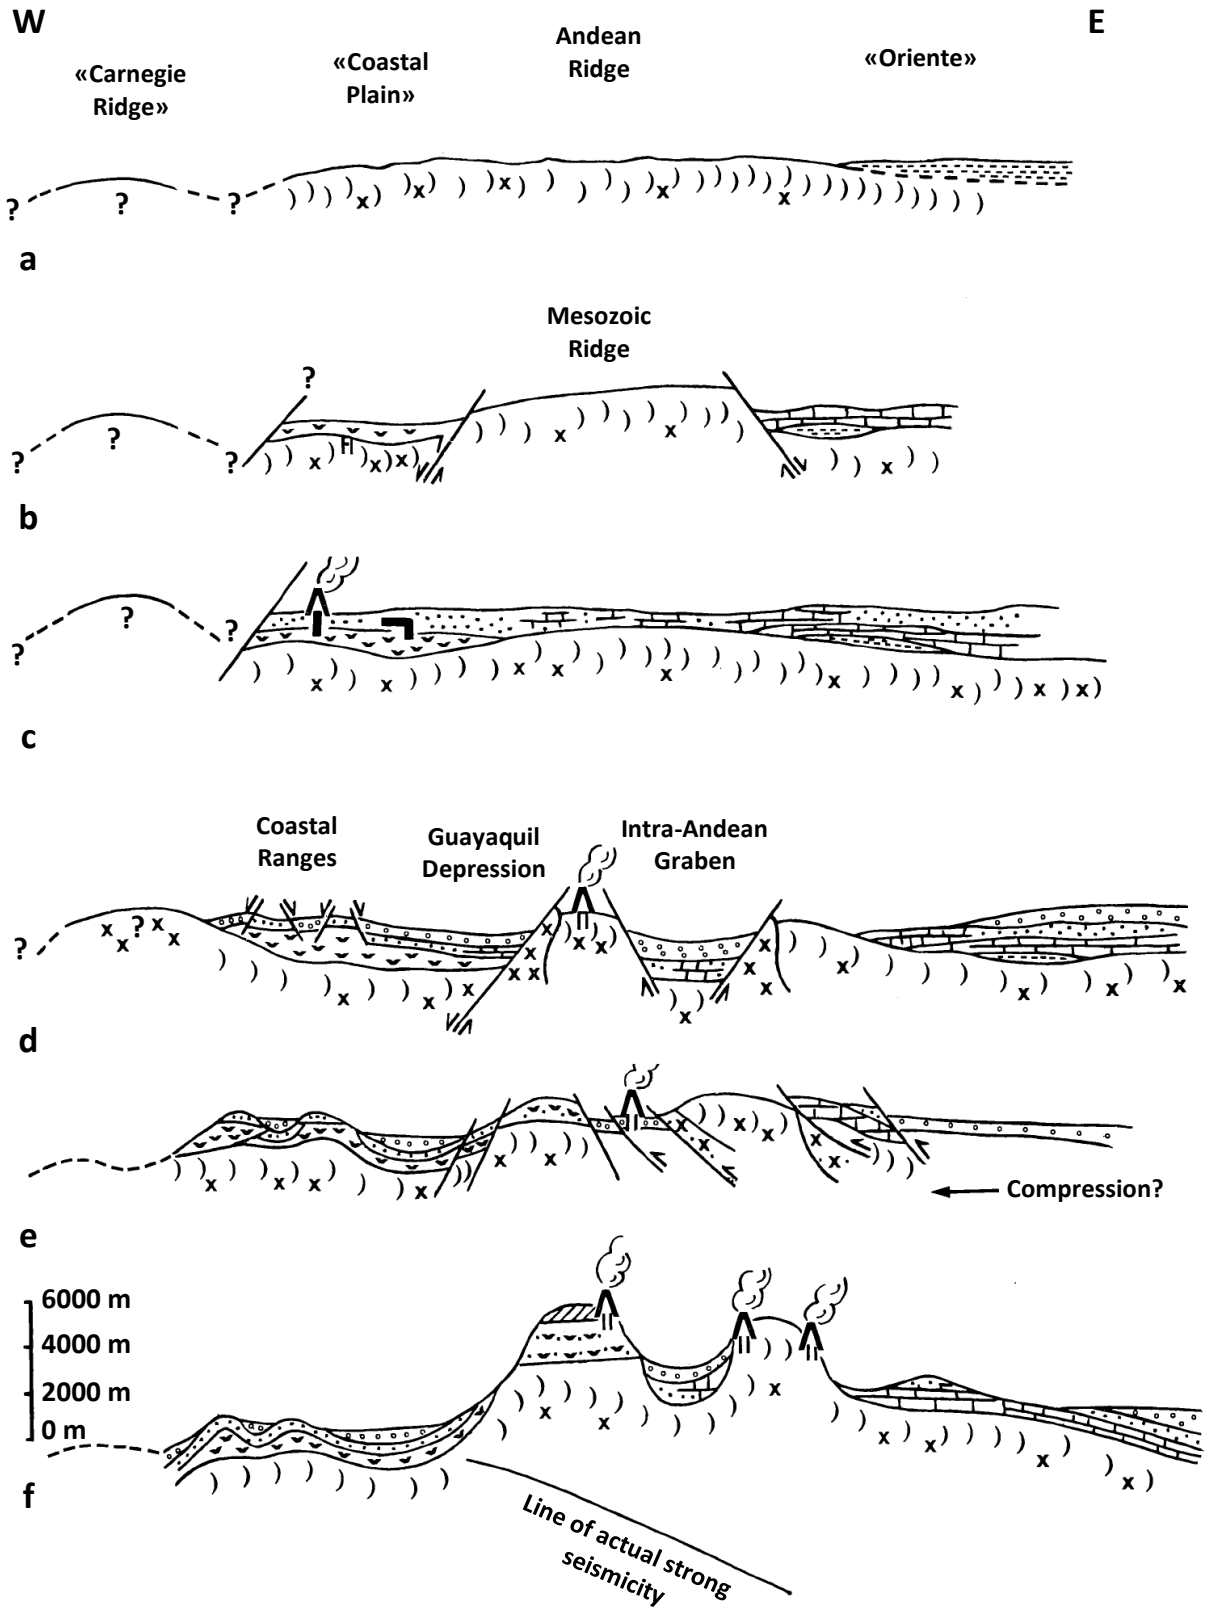 W
E
«Carnegie
Ridge»
«Coastal
Plain»
Andean
Ridge
«Oriente»
?
?
?
a
Mesozoic
Ridge
?
?
?
?
b
?
?
?
c
Coastal
Ranges
Guayaquil
Depression
Intra-Andean
Graben
?
?
d
Compression?
e
6000 m
4000 m
2000 m
0 m
f
Line of actual strong
seismicity